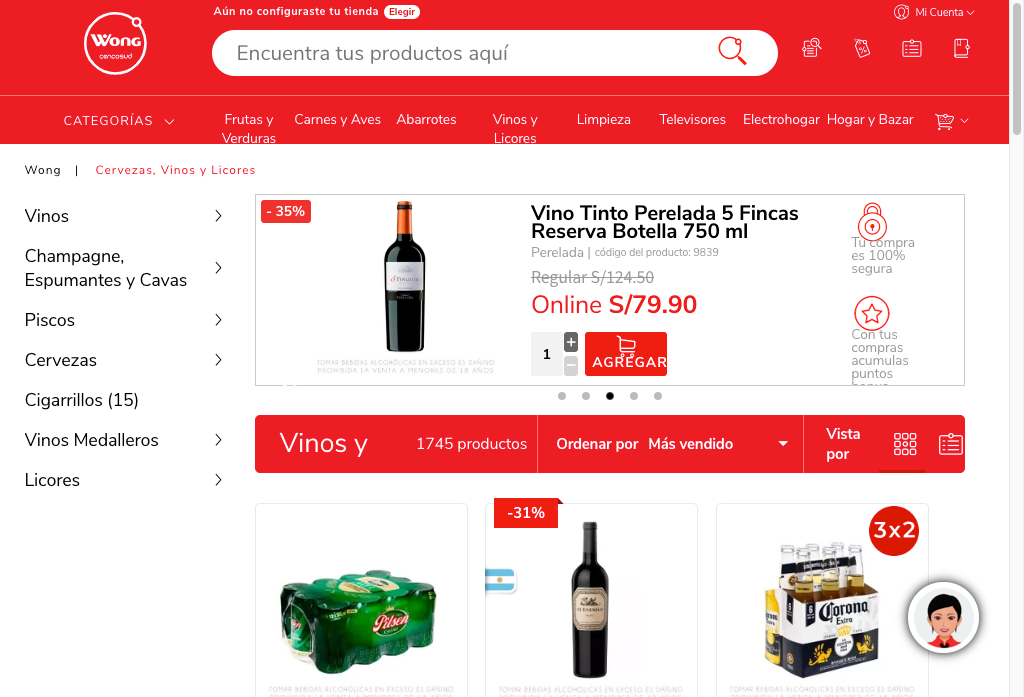 Aún no configuraste tu tienda Elegir
Mi Cuenta
Wong
cencosud
Encuentra tus productos aquí
CATEGORÍAS
Frutas y
Verduras
Carnes y Aves
Abarrotes
Vinos y
Licores
Limpieza
Televisores
Electrohogar
Hogar y Bazar
Wong | Cervezas, Vinos y Licores
Vinos
Champagne,
Espumantes y Cavas
Piscos
Cervezas
Cigarrillos (15)
Vinos Medalleros
Licores
- 35%
TOMAR BEBIDAS ALCOHÓLICAS EN EXCESO ES DAÑINO
PROHIBIDA LA VENTA A MENORES DE 18 AÑOS
Vino Tinto Perelada 5 Fincas
Reserva Botella 750 ml
Perelada | código del producto: 9839
Regular S/124.50
Online S/79.90
1
+
−
AGREGAR
Tu compra
es 100%
segura
Con tus
compras
acumulas
puntos
Vinos y
1745 productos
Ordenar por Más vendido
Vista
por
Pilsen
-31%
3x2
Corona
Extra
TOMAR BEBIDAS ALCOHÓLICAS EN EXCESO ES DAÑINO
TOMAR BEBIDAS ALCOHÓLICAS EN EXCESO ES DAÑINO
TOMAR BEBIDAS ALCOHÓLICAS EN EXCESO ES DAÑINO